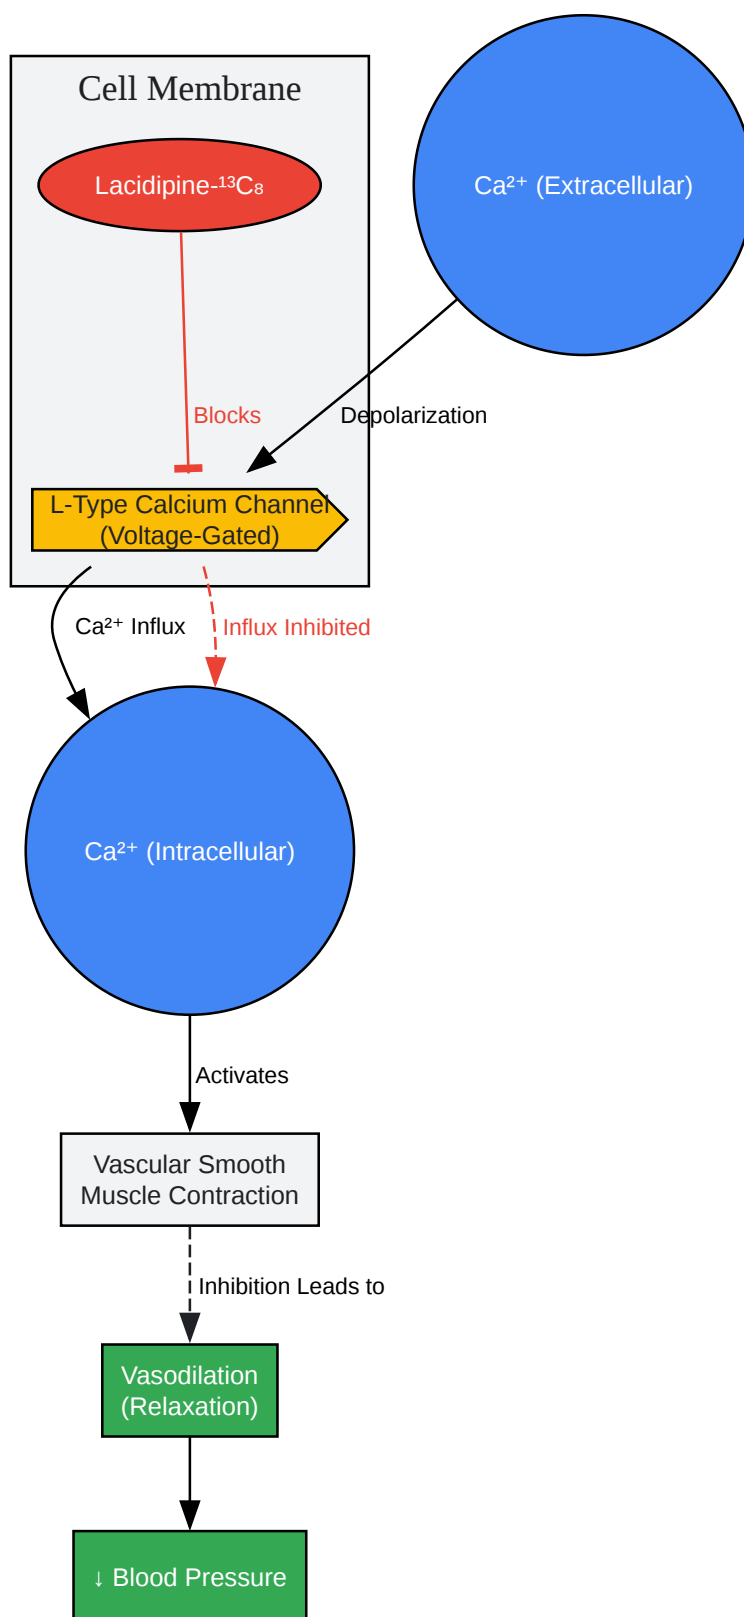 Cell Membrane
Lacidipine-¹³C₈
Ca²⁺ (Extracellular)
Blocks
Depolarization
L-Type Calcium Channel
(Voltage-Gated)
Ca²⁺ Influx
Influx Inhibited
Ca²⁺ (Intracellular)
Activates
Vascular Smooth
Muscle Contraction
Inhibition Leads to
Vasodilation
(Relaxation)
↓ Blood Pressure